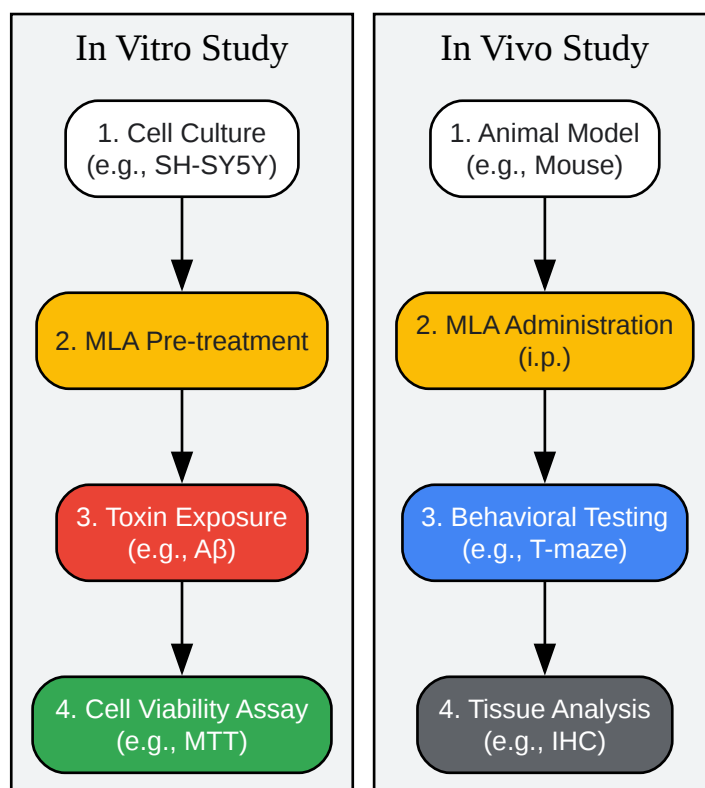 In Vitro Study
1. Cell Culture
(e.g., SH-SY5Y)
2. MLA Pre-treatment
3. Toxin Exposure
(e.g., Aβ)
4. Cell Viability Assay
(e.g., MTT)
In Vivo Study
1. Animal Model
(e.g., Mouse)
2. MLA Administration
(i.p.)
3. Behavioral Testing
(e.g., T-maze)
4. Tissue Analysis
(e.g., IHC)